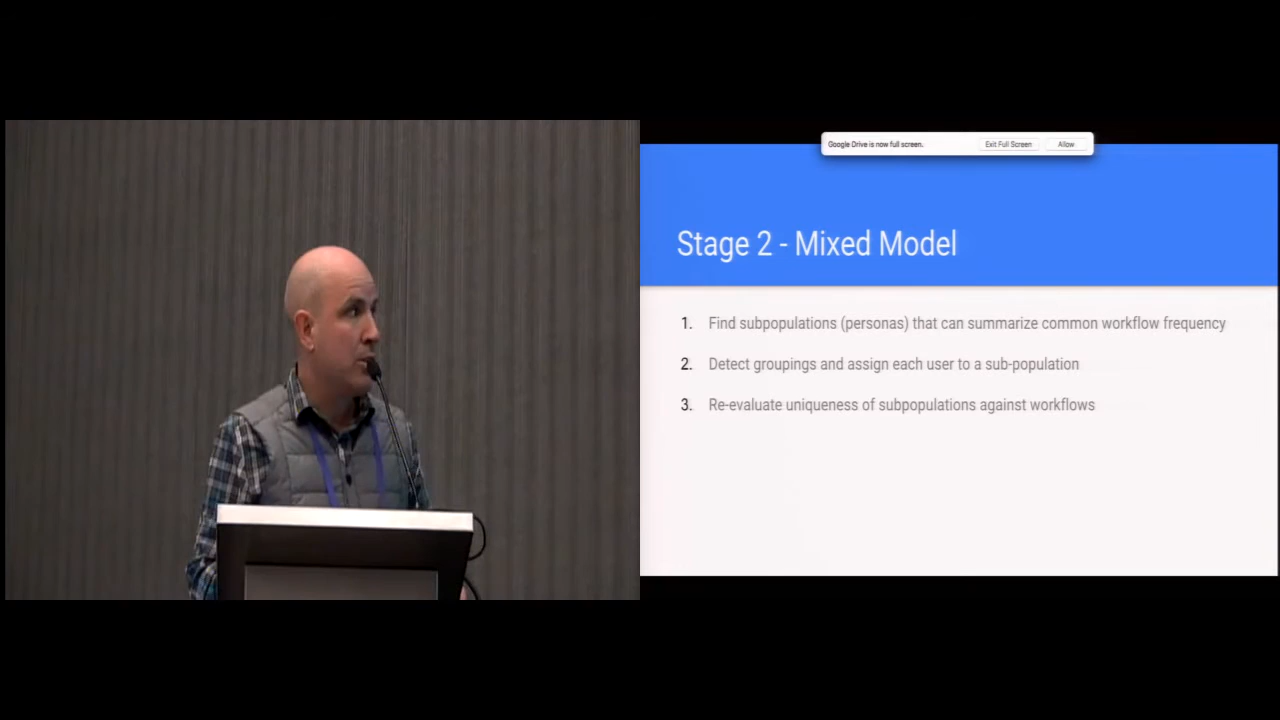 Google Drive is now full screen. Exit Full Screen Allow
Stage 2 - Mixed Model
1. Find subpopulations (personas) that can summarize common workflow frequency
2. Detect groupings and assign each user to a sub-population
3. Re-evaluate uniqueness of subpopulations against workflows